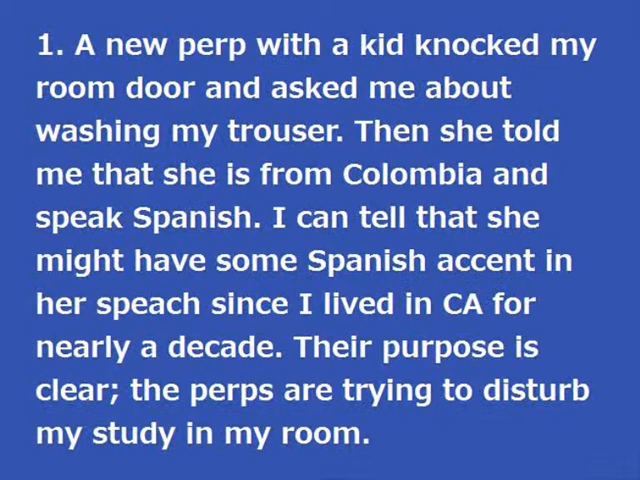 1. A new perp with a kid knocked my
room door and asked me about
washing my trouser. Then she told
me that she is from Colombia and
speak Spanish. I can tell that she
might have some Spanish accent in
her speach since I lived in CA for
nearly a decade. Their purpose is
clear; the perps are trying to disturb
my study in my room.